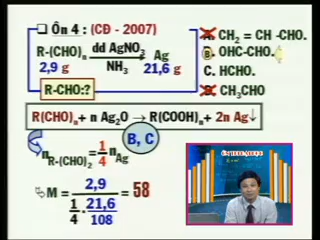 ❑ Ôn 4 : (CĐ - 2007)
R-(CHO)n dd AgNO3 NH3 Ag
2,9 g 21,6 g
R-CHO:?
A. CH2 = CH -CHO.
B. OHC-CHO.
C. HCHO.
D. CH3CHO
R(CHO)n+ n Ag2O → R(COOH)n+ 2n Ag↓
B, C
nR-(CHO)2 = 1/4 nAg
M = 2,9 / (1/4 . 21,6/108) = 58